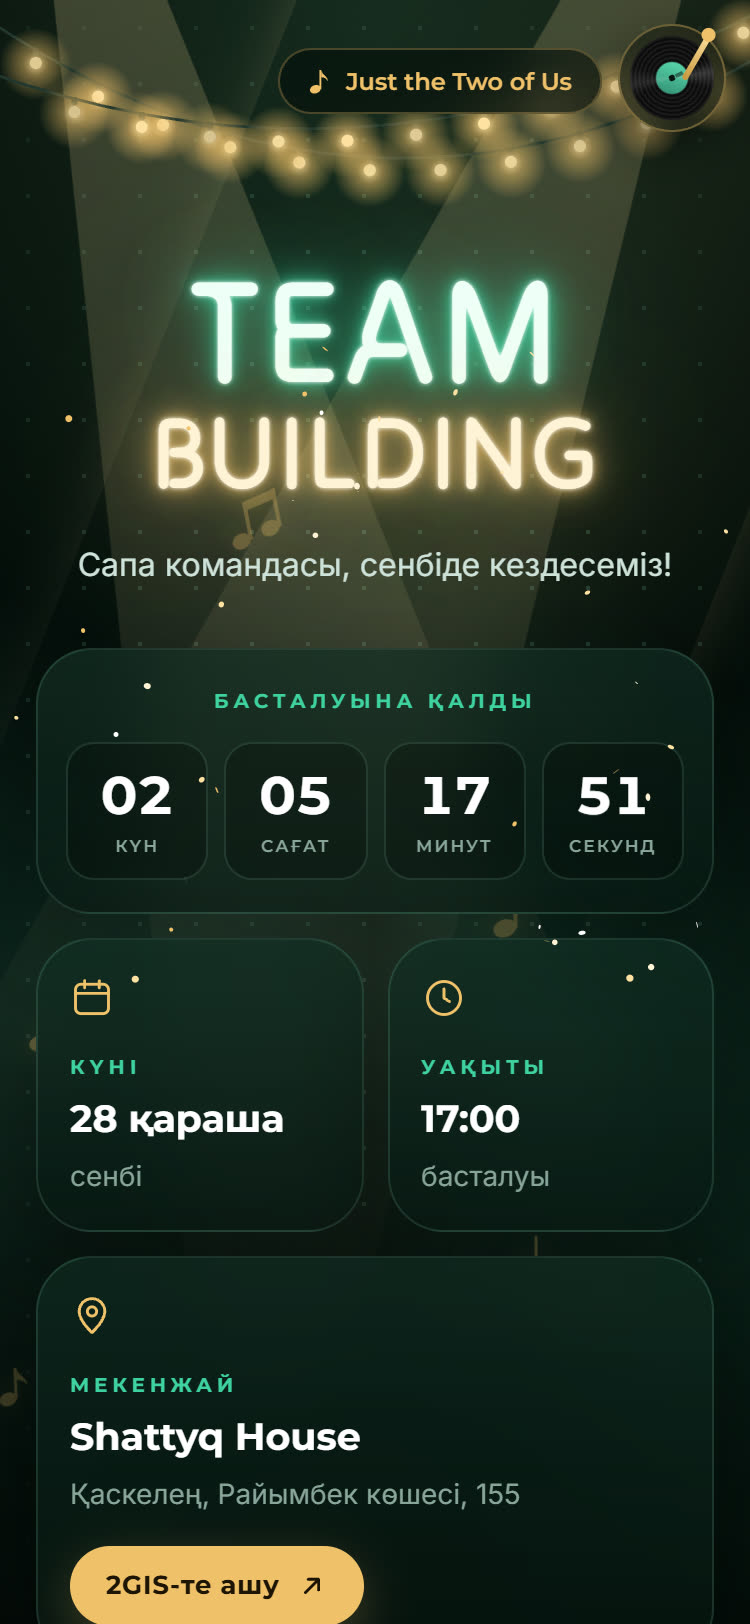 Just the Two of Us
TEAM
BUILDING
Сапа командасы, сенбіде кездесеміз!
БАСТАЛУЫНА ҚАЛДЫ
02 05 17 51
КҮН САҒАТ МИНУТ СЕКУНД
КҮНІ
28 қараша
сенбі
УАҚЫТЫ
17:00
басталуы
МЕКЕНЖАЙ
Shattyq House
Қаскелең, Райымбек көшесі, 155
2GIS-те ашу